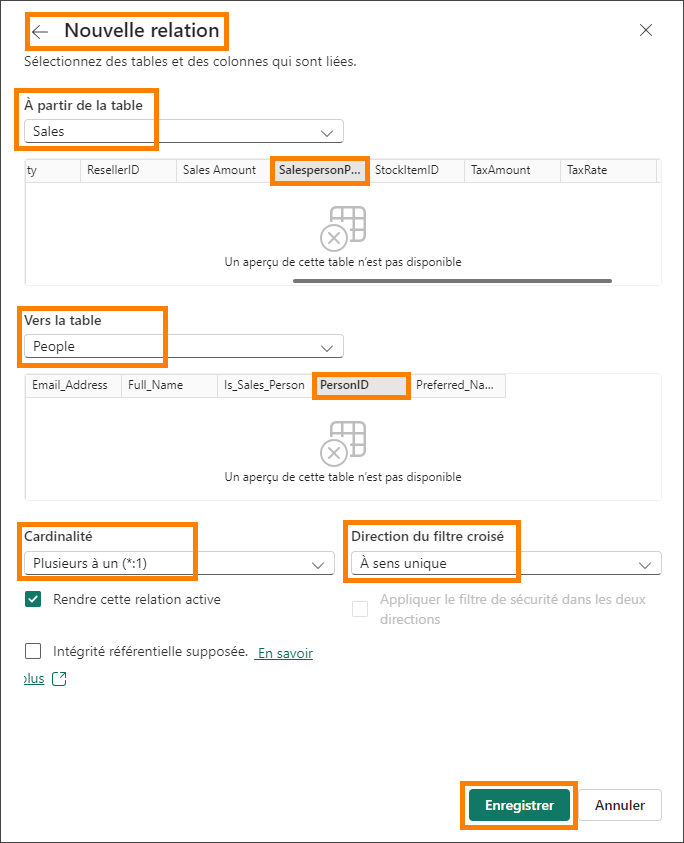 Nouvelle relation
Sélectionnez des tables et des colonnes qui sont liées.
À partir de la table
Sales
ty ResellerID Sales Amount SalespersonP... StockItemID TaxAmount TaxRate
Un aperçu de cette table n’est pas disponible
Vers la table
People
Email_Address Full_Name Is_Sales_Person PersonID Preferred_Na...
Un aperçu de cette table n’est pas disponible
Cardinalité Direction du filtre croisé
Plusieurs à un (*:1) À sens unique
Rendre cette relation active Appliquer le filtre de sécurité dans les deux
directions
Intégrité référentielle supposée. En savoir
plus
Enregistrer Annuler